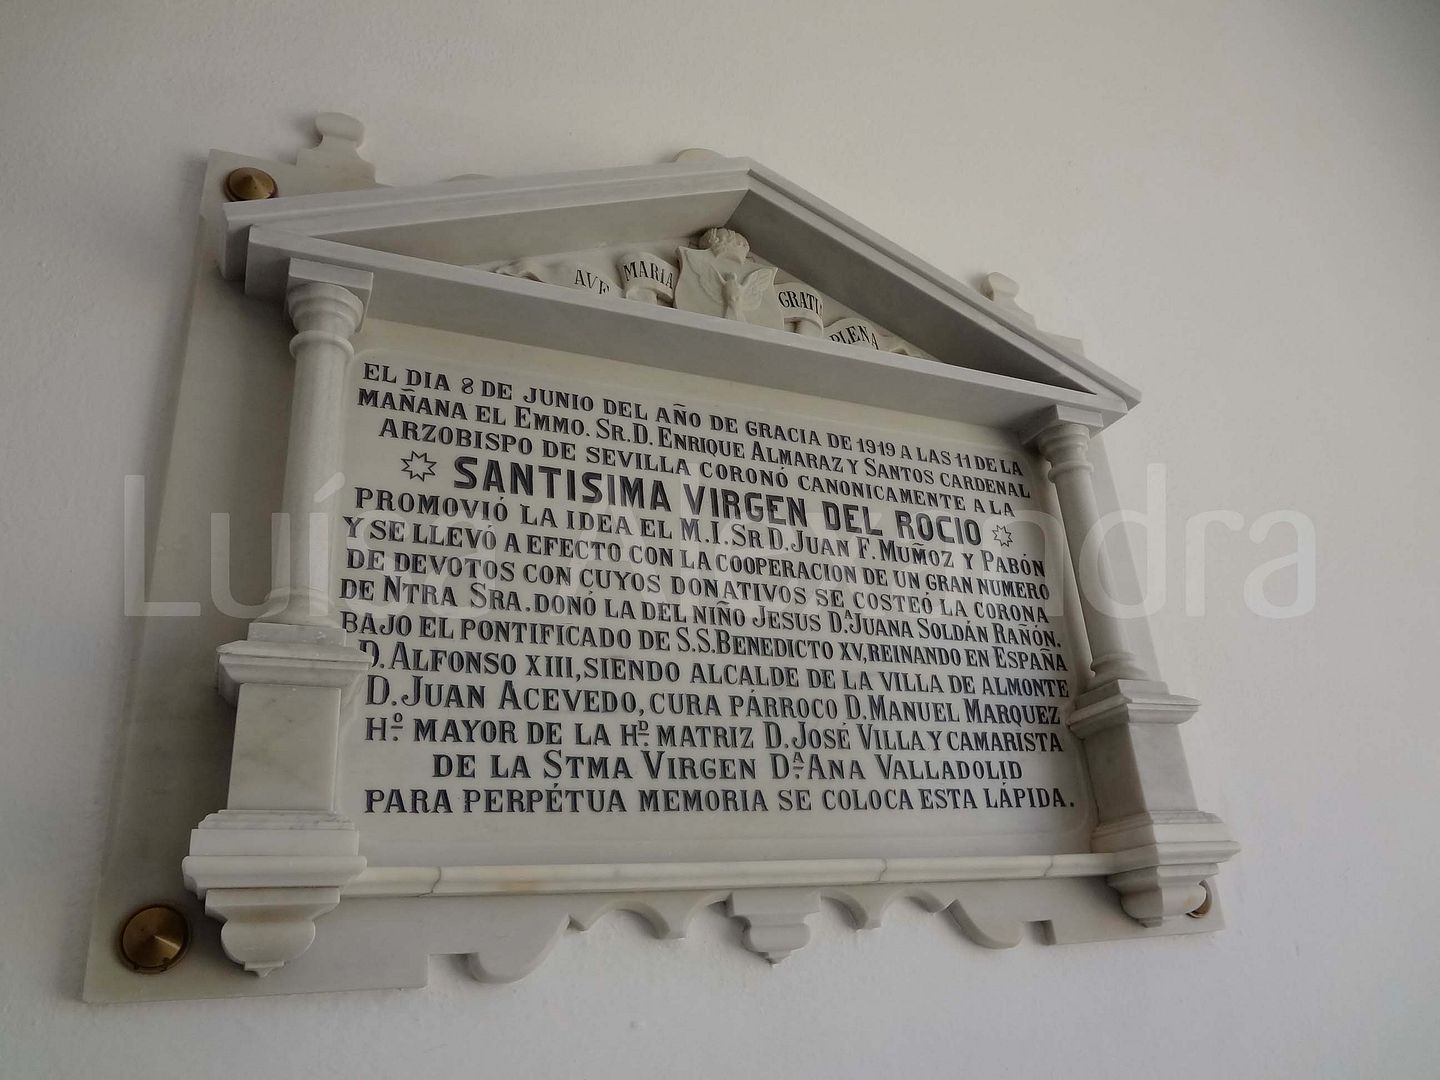 AVE MARIA GRATIA PLENA
EL DIA 8 DE JUNIO DEL AÑO DE GRACIA DE 1919 A LAS 11 DE LA
MAÑANA EL EMMO. SR. D. ENRIQUE ALMARAZ Y SANTOS CARDENAL
ARZOBISPO DE SEVILLA CORONÓ CANONICAMENTE A LA
SANTISIMA VIRGEN DEL ROCIO
PROMOVIÓ LA IDEA EL M.I. SR D. JUAN F. MUÑOZ Y PABÓN
Y SE LLEVÓ A EFECTO CON LA COOPERACION DE UN GRAN NUMERO
DE DEVOTOS CON CUYOS DONATIVOS SE COSTEÓ LA CORONA
DE NTRA SRA. DONÓ LA DEL NIÑO JESUS Dª. JUANA SOLDÁN RAÑÓN.
BAJO EL PONTIFICADO DE S.S. BENEDICTO XV, REINANDO EN ESPAÑA
D. ALFONSO XIII, SIENDO ALCALDE DE LA VILLA DE ALMONTE
D. JUAN ACEVEDO, CURA PÁRROCO D. MANUEL MARQUEZ
Hº. MAYOR DE LA Hᴰ. MATRIZ D. JOSÉ VILLA Y CAMARISTA
DE LA STMA VIRGEN Dª. ANA VALLADOLID
PARA PERPÉTUA MEMORIA SE COLOCA ESTA LÁPIDA.
Luísa Alexandra